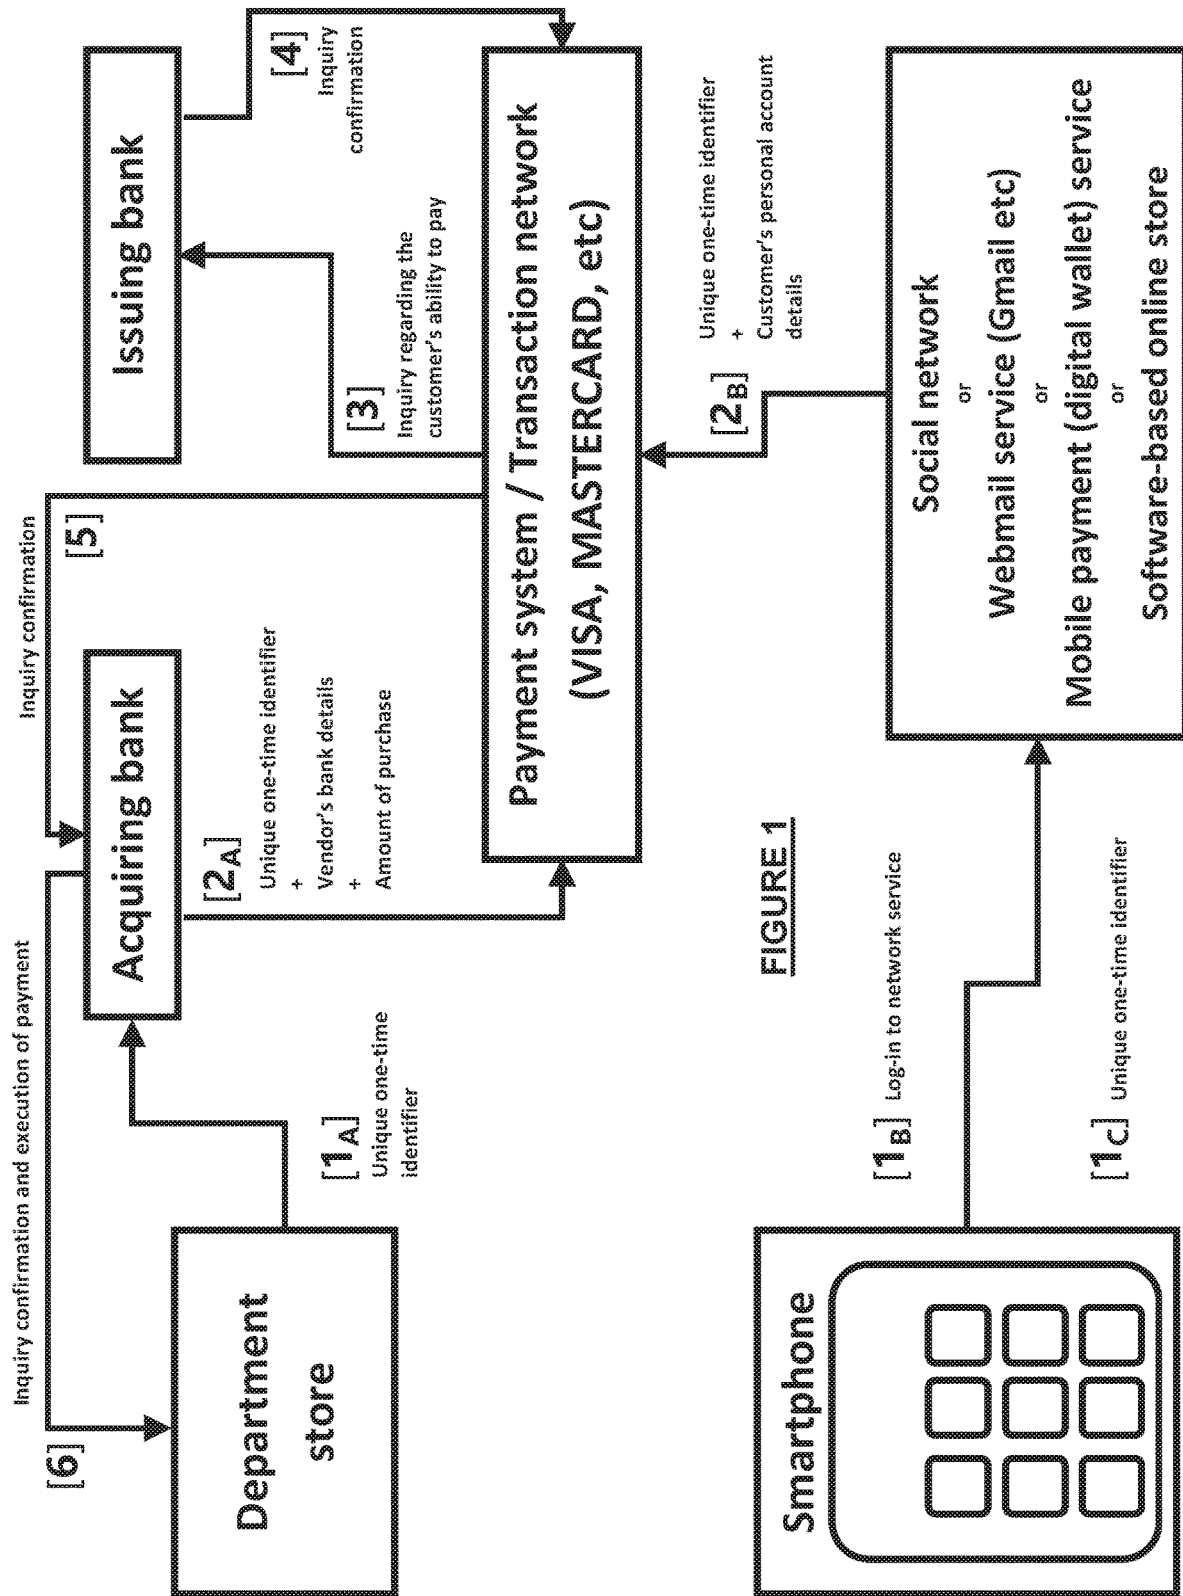 Inquiry confirmation and execution of payment
[6]
Inquiry confirmation
[5]
Department
store
[1A]
Unique one-time
identifier
Acquiring bank
[2A]
Unique one-time identifier
+
Vendor's bank details
+
Amount of purchase
Issuing bank
[3]
Inquiry regarding the
customer's ability to pay
[4]
Inquiry
confirmation
Payment system / Transaction network
(VISA, MASTERCARD, etc)
[2B]
Unique one-time identifier
+
Customer's personal account
details
FIGURE 1
Smartphone
[1B] Log-in to network service
[1C] Unique one-time identifier
Social network
or
Webmail service (Gmail etc)
or
Mobile payment (digital wallet) service
or
Software-based online store